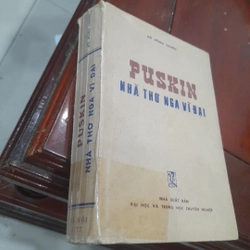 PUSKIN
NHÀ THƠ NGA VĨ ĐẠI
NHÀ XUẤT BẢN
ĐẠI HỌC VÀ TRUNG HỌC CHUYÊN NGHIỆP
PUSKIN
NHÀ THƠ NGA VĨ ĐẠI